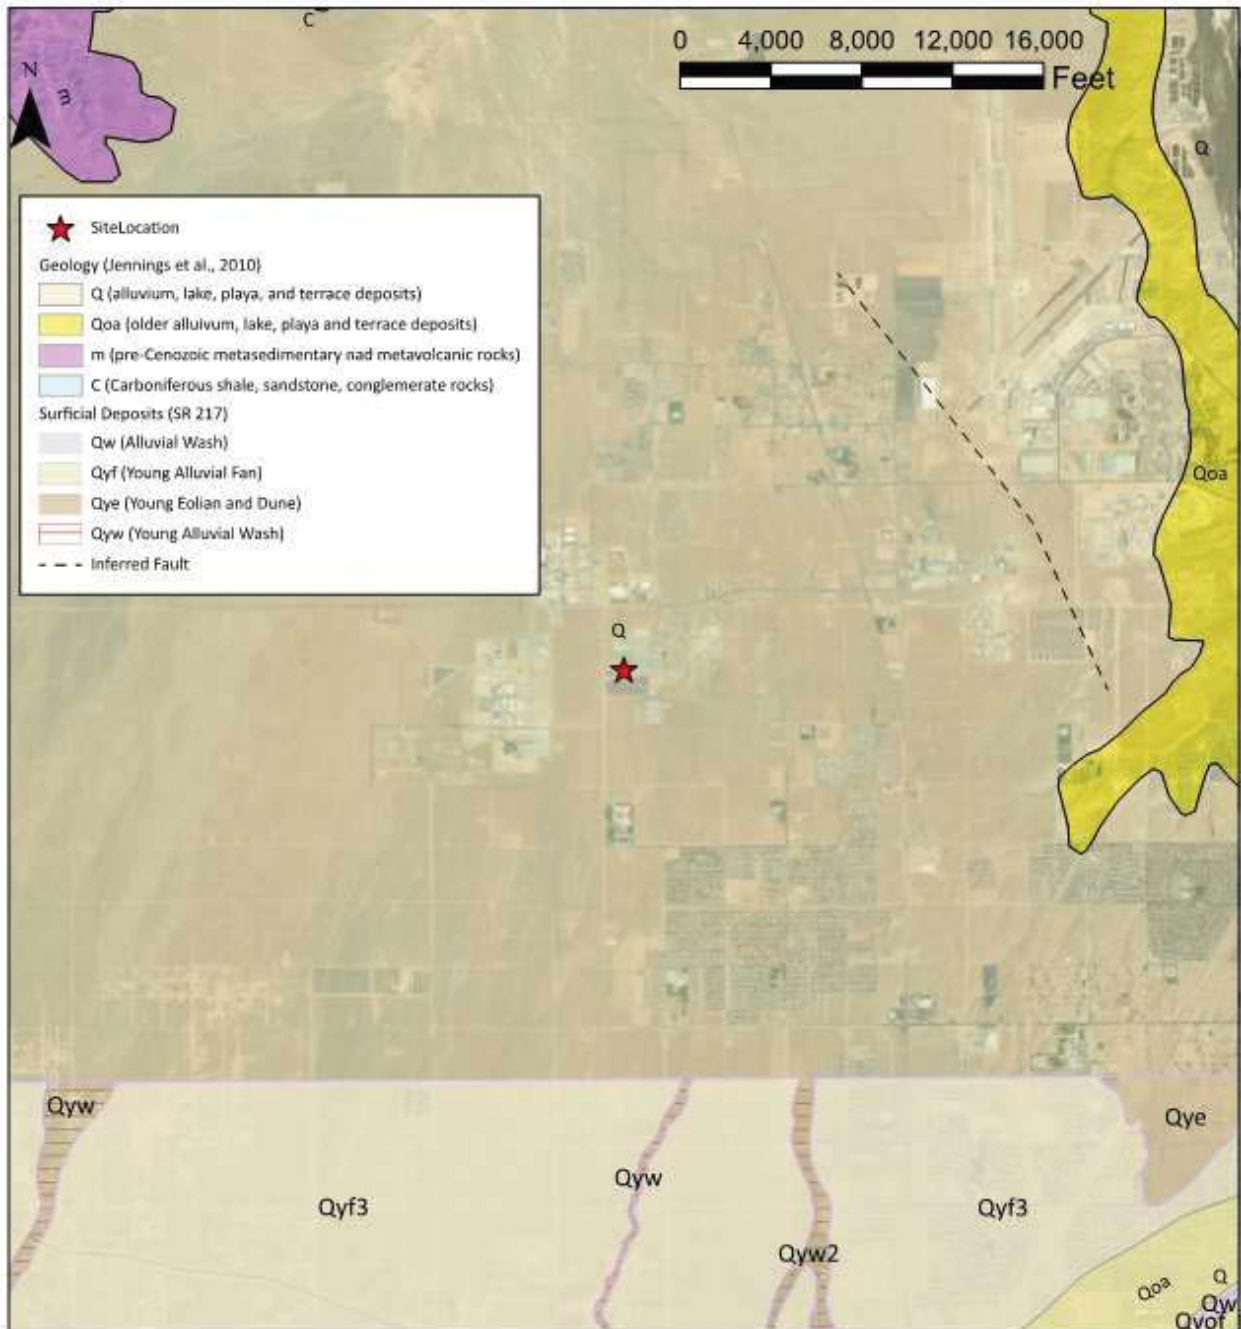 C
0 4,000 8,000 12,000 16,000
Feet
N
m
Q
SiteLocation
Geology (Jennings et al., 2010)
Q (alluvium, lake, playa, and terrace deposits)
Qoa (older alluivum, lake, playa and terrace deposits)
m (pre-Cenozoic metasedimentary nad metavolcanic rocks)
C (Carboniferous shale, sandstone, conglemerate rocks)
Surficial Deposits (SR 217)
Qw (Alluvial Wash)
Qyf (Young Alluvial Fan)
Qye (Young Eolian and Dune)
Qyw (Young Alluvial Wash)
Inferred Fault
Qoa
Q
Qyw
Qye
Qyw
Qyf3
Qyf3
Qyw2
Qoa
Q
Qw
Qvof